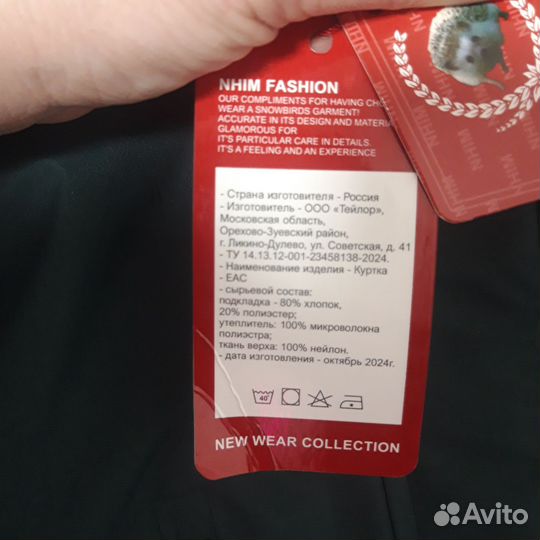 NHIM FASHION
OUR COMPLIMENTS FOR HAVING
WEAR A SNOWBIRDS GARMENT!
ACCURATE IN ITS DESIGN AND MATERIA
GLAMOROUS FOR
IT'S PARTICULAR CARE IN DETAILS.
IT'S A FEELING AND AN EXPERIENCE
- Страна изготовителя - Россия
- Изготовитель - ООО «Тейлор»,
Московская область,
Орехово-Зуевский район,
г. Ликино-Дулево, ул. Советская, д. 41
- ТУ 14.13.12-001-23458138-2024.
- Наименование изделия - Куртка
- ЕАС
- сырьевой состав:
подкладка - 80% хлопок,
20% полиэстер;
утеплитель: 100% микроволокна
полиэстра;
ткань верха: 100% нейлон.
- дата изготовления - октябрь 2024г.
40°
NEW WEAR COLLECTION
NHIM
NHIM
Avito